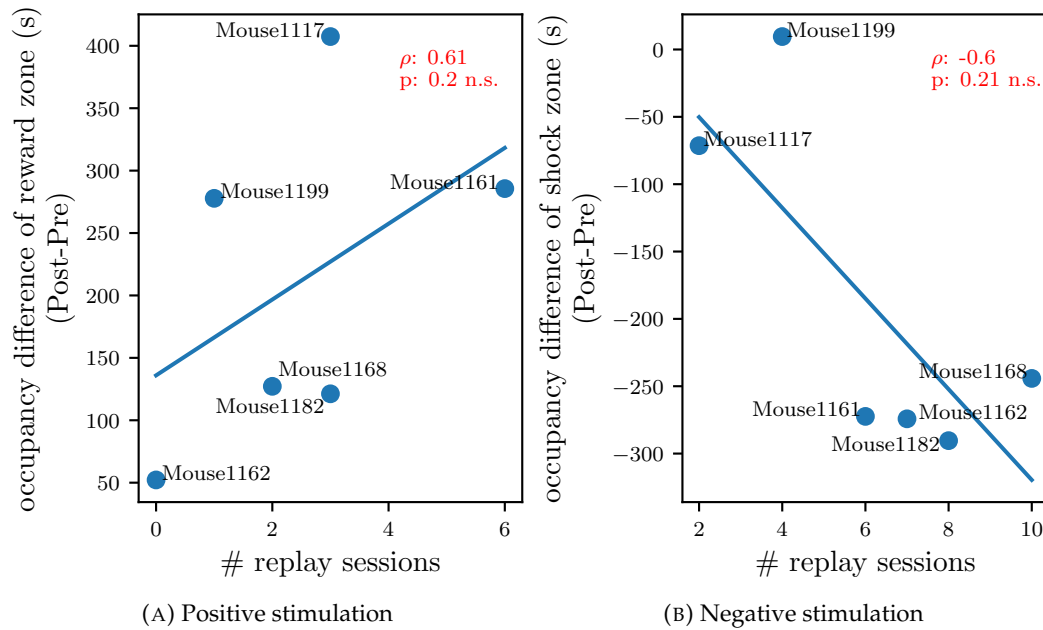 occupancy difference of reward zone (s)
(Post-Pre)
400
350
300
250
200
150
100
50
Mouse1117
ρ: 0.61
p: 0.2 n.s.
Mouse1199
Mouse1161
Mouse1168
Mouse1182
Mouse1162
0 2 4 6
# replay sessions
(A) Positive stimulation
occupancy difference of shock zone (s)
(Post-Pre)
0
−50
−100
−150
−200
−250
−300
Mouse1199
ρ: -0.6
p: 0.21 n.s.
Mouse1117
Mouse1168
Mouse1161
Mouse1162
Mouse1182
2 4 6 8 10
# replay sessions
(B) Negative stimulation